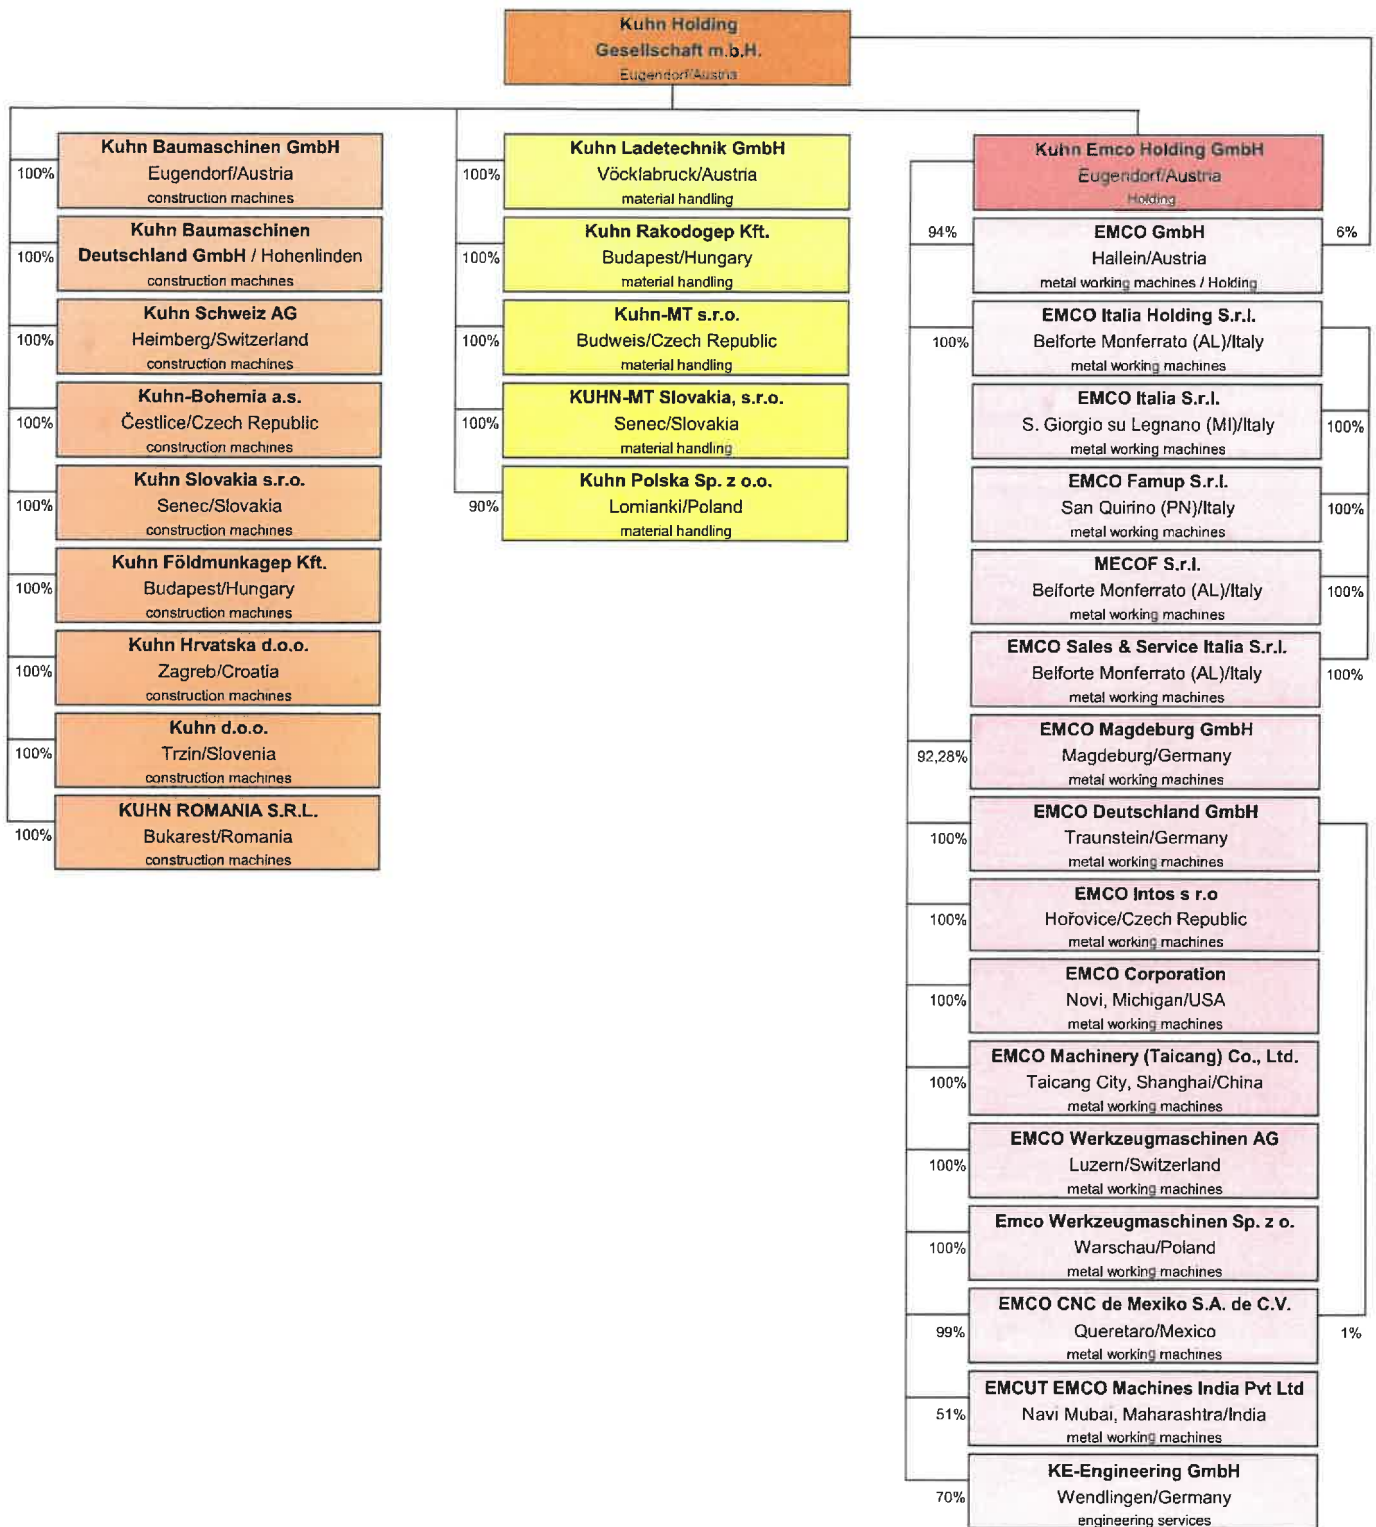 Kuhn Holding
Gesellschaft m.b.H.
Eugendorf/Austria
Kuhn Baumaschinen GmbH
100%
Eugendorf/Austria
construction machines
Kuhn Baumaschinen
100%
Deutschland GmbH / Hohenlinden
construction machines
Kuhn Schweiz AG
100%
Heimberg/Switzerland
construction machines
Kuhn-Bohemia a.s.
100%
Čestlice/Czech Republic
construction machines
Kuhn Slovakia s.r.o.
100%
Senec/Slovakia
construction machines
Kuhn Földmunkagep Kft.
100%
Budapest/Hungary
construction machines
Kuhn Hrvatska d.o.o.
100%
Zagreb/Croatia
construction machines
Kuhn d.o.o.
100%
Trzin/Slovenia
construction machines
KUHN ROMANIA S.R.L.
100%
Bukarest/Romania
construction machines
Kuhn Ladetechnik GmbH
100%
Vöcklabruck/Austria
material handling
Kuhn Rakodogep Kft.
100%
Budapest/Hungary
material handling
Kuhn-MT s.r.o.
100%
Budweis/Czech Republic
material handling
KUHN-MT Slovakia, s.r.o.
100%
Senec/Slovakia
material handling
Kuhn Polska Sp. z o.o.
90%
Lomianki/Poland
material handling
Kuhn Emco Holding GmbH
Eugendorf/Austria
Holding
94%
EMCO GmbH
6%
Hallein/Austria
metal working machines / Holding
EMCO Italia Holding S.r.l.
100%
Belforte Monferrato (AL)/Italy
metal working machines
EMCO Italia S.r.l.
S. Giorgio su Legnano (MI)/Italy
100%
metal working machines
EMCO Famup S.r.l.
San Quirino (PN)/Italy
100%
metal working machines
MECOF S.r.l.
Belforte Monferrato (AL)/Italy
100%
metal working machines
EMCO Sales & Service Italia S.r.l.
Belforte Monferrato (AL)/Italy
100%
metal working machines
EMCO Magdeburg GmbH
92,28%
Magdeburg/Germany
metal working machines
EMCO Deutschland GmbH
100%
Traunstein/Germany
metal working machines
EMCO Intos s r.o
100%
Hořovice/Czech Republic
metal working machines
EMCO Corporation
100%
Novi, Michigan/USA
metal working machines
EMCO Machinery (Taicang) Co., Ltd.
100%
Taicang City, Shanghai/China
metal working machines
EMCO Werkzeugmaschinen AG
100%
Luzern/Switzerland
metal working machines
Emco Werkzeugmaschinen Sp. z o.
100%
Warschau/Poland
metal working machines
EMCO CNC de Mexiko S.A. de C.V.
99%
Queretaro/Mexico
1%
metal working machines
EMCUT EMCO Machines India Pvt Ltd
51%
Navi Mubai, Maharashtra/India
metal working machines
KE-Engineering GmbH
70%
Wendlingen/Germany
engineering services